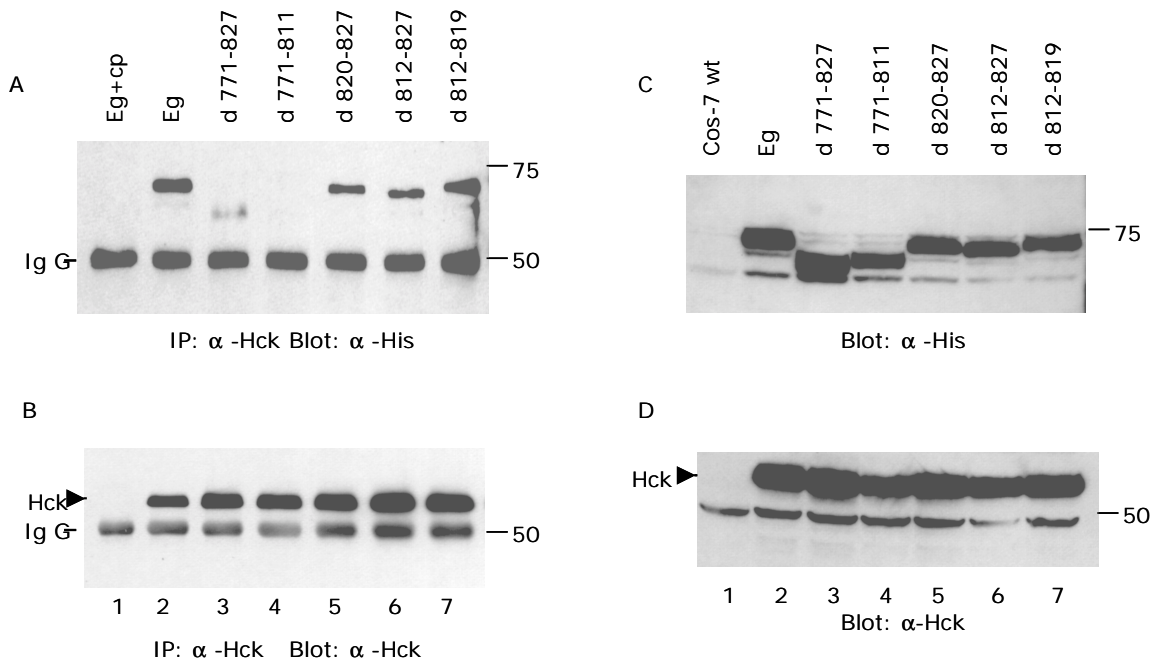 A
Eg+cp
Eg
d 771-827
d 771-811
d 820-827
d 812-827
d 812-819
75
Ig G
50
IP: α -Hck Blot: α -His
B
Hck
Ig G
50
1 2 3 4 5 6 7
IP: α -Hck Blot: α -Hck
C
Cos-7 wt
Eg
d 771-827
d 771-811
d 820-827
d 812-827
d 812-819
75
Blot: α -His
D
Hck
50
1 2 3 4 5 6 7
Blot: α-Hck